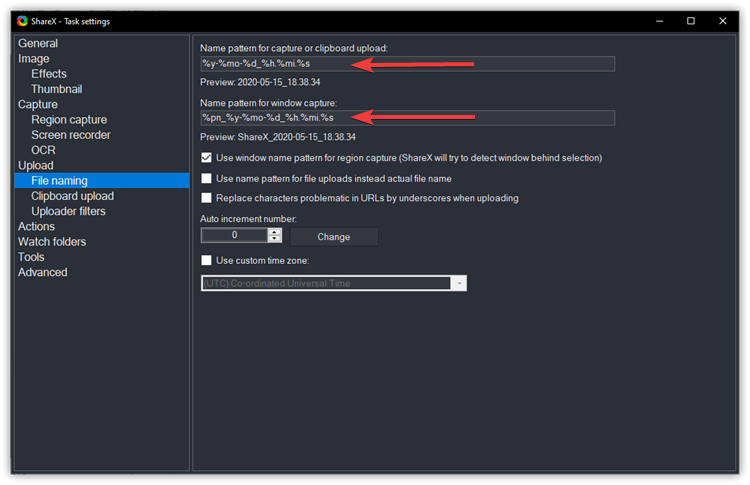 ShareX - Task settings
General
Image
Effects
Thumbnail
Capture
Region capture
Screen recorder
OCR
Upload
File naming
Clipboard upload
Uploader filters
Actions
Watch folders
Tools
Advanced
Name pattern for capture or clipboard upload:
%y-%mo-%d_%h.%mi.%s
Preview: 2020-05-15_18.38.34
Name pattern for window capture:
%pn_%y-%mo-%d_%h.%mi.%s
Preview: ShareX_2020-05-15_18.38.34
Use window name pattern for region capture (ShareX will try to detect window behind selection)
Use name pattern for file uploads instead actual file name
Replace characters problematic in URLs by underscores when uploading
Auto increment number:
0 Change
Use custom time zone:
(UTC) Co-ordinated Universal Time